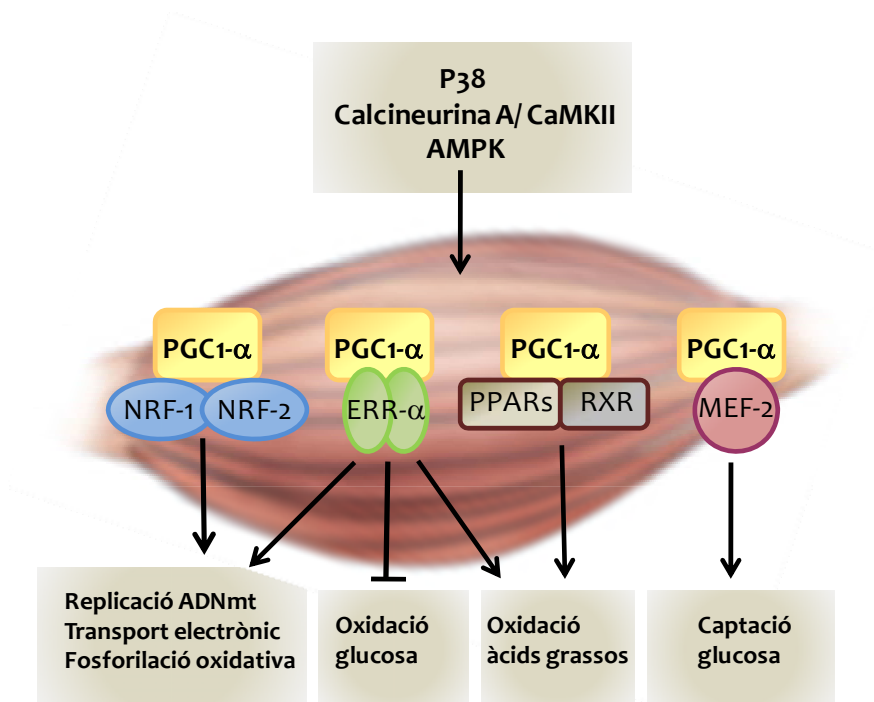 P38
Calcineurina A/ CaMKII
AMPK
PGC1-α
PGC1-α
PGC1-α
PGC1-α
NRF-1
NRF-2
ERR-α
PPARs
RXR
MEF-2
Replicació ADNmt
Transport electrònic
Fosforilació oxidativa
Oxidació
glucosa
Oxidació
àcids grassos
Captació
glucosa